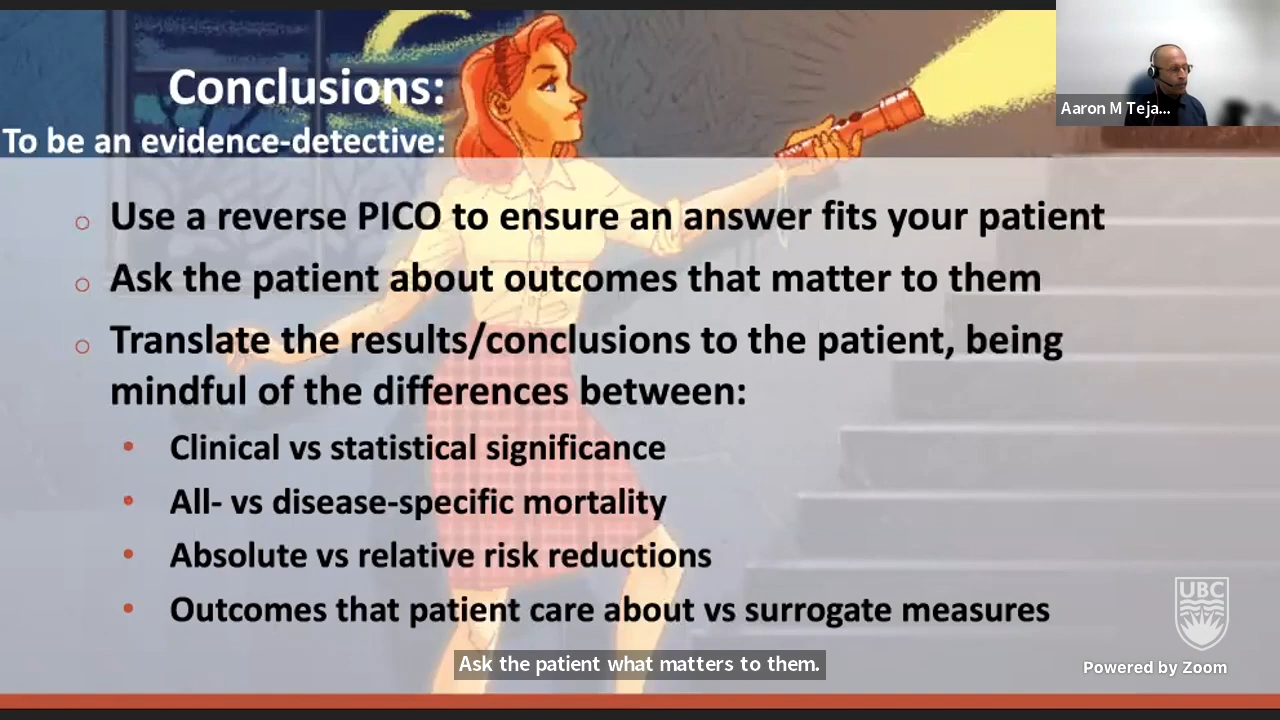 Conclusions:
To be an evidence-detective:
Aaron M Teja...
Use a reverse PICO to ensure an answer fits your patient
Ask the patient about outcomes that matter to them
Translate the results/conclusions to the patient, being
mindful of the differences between:
Clinical vs statistical significance
All- vs disease-specific mortality
Absolute vs relative risk reductions
Outcomes that patient care about vs surrogate measures
UBC
Ask the patient what matters to them.
Powered by Zoom